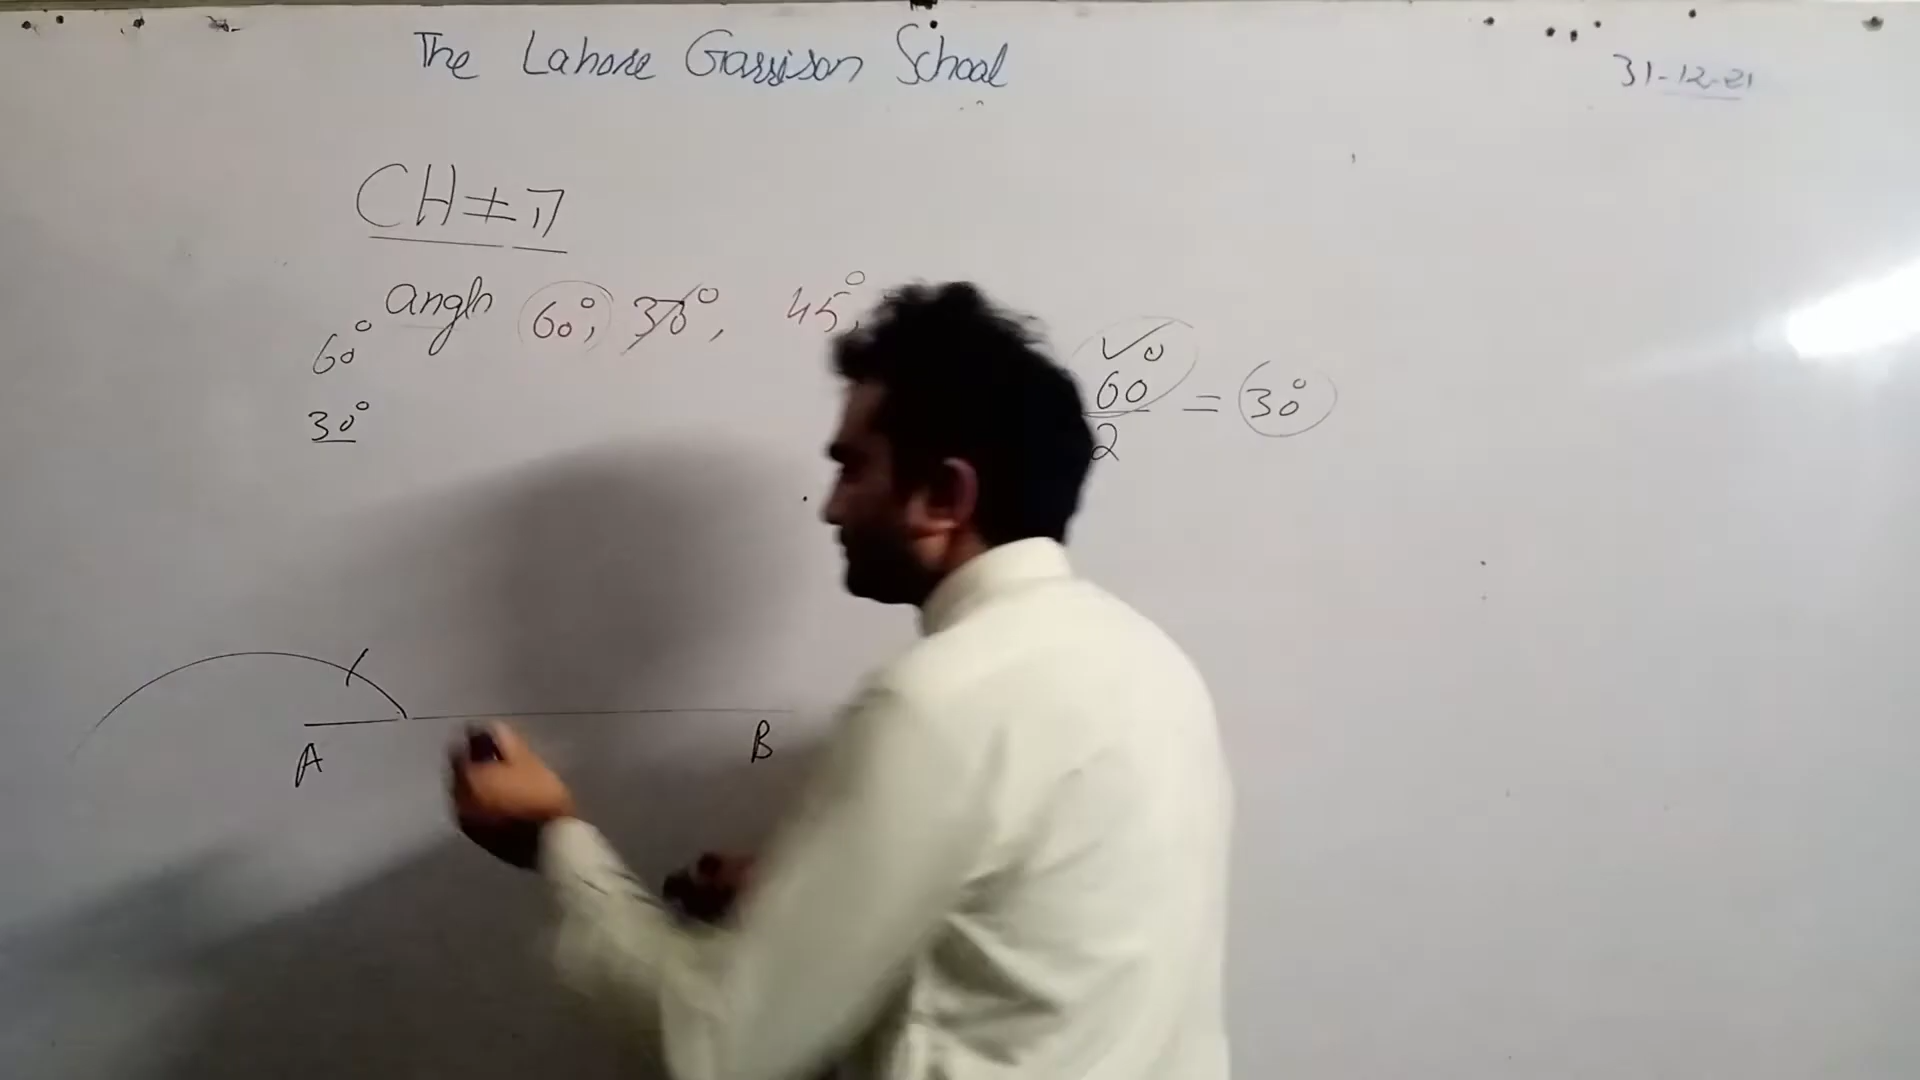 The Lahore Garrison School
31-12-21
CH # 7
angle 60°, 30°, 45°,
60°
30°
60°/2 = 30°
A B